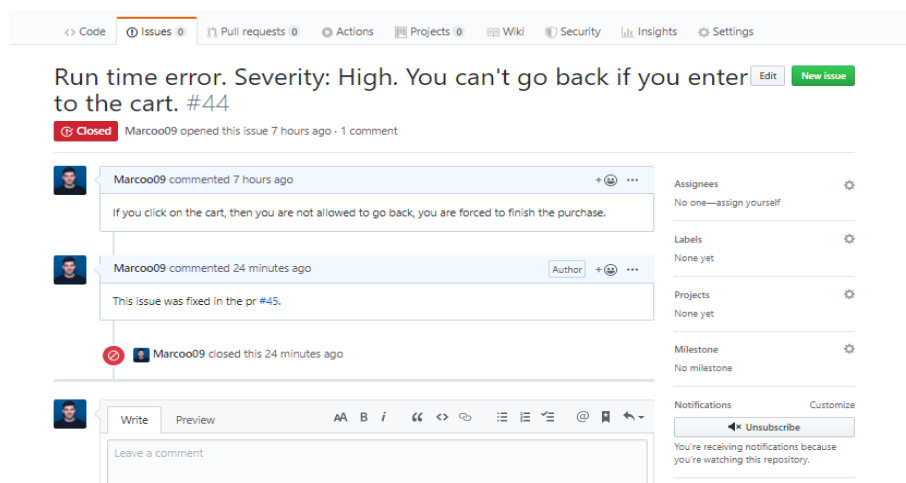 Code Issues 0 Pull requests 0 Actions Projects 0 Wiki Security Insights Settings
Run time error. Severity: High. You can't go back if you enter
to the cart. #44
Edit New issue
Closed Marcoo09 opened this issue 7 hours ago · 1 comment
Marcoo09 commented 7 hours ago
If you click on the cart, then you are not allowed to go back, you are forced to finish the purchase.
Marcoo09 commented 24 minutes ago Author
This issue was fixed in the pr #45.
Marcoo09 closed this 24 minutes ago
Write Preview AA B i
Leave a comment
Assignees
No one—assign yourself
Labels
None yet
Projects
None yet
Milestone
No milestone
Notifications Customize
Unsubscribe
You're receiving notifications because
you're watching this repository.